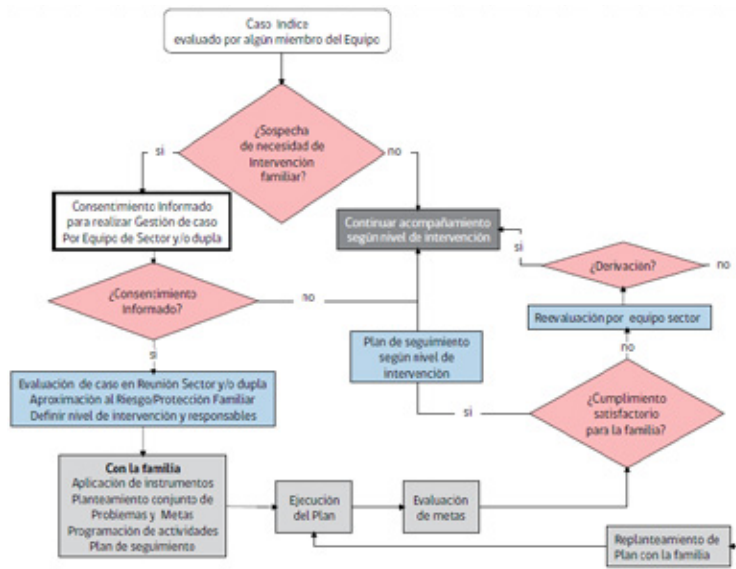 Caso Indice
evaluado por algún miembro del Equipo
¿Sospecha
de necesidad de
Intervención
familiar?
si
no
Consentimiento Informado
para realizar Gestión de caso
Por Equipo de Sector y/o dupla
Continuar acompañamiento
según nivel de intervención
si
¿Derivación?
no
¿Consentimiento
Informado?
no
si
Reevaluación por equipo sector
no
Plan de seguimiento
según nivel de
intervención
Evaluación de caso en Reunión Sector y/o dupla
Aproximación al Riesgo/Protección Familiar
Definir nivel de intervención y responsables
si
¿Cumplimiento
satisfactorio
para la familia?
Con la familia
Aplicación de instrumentos
Planteamiento conjunto de
Problemas y Metas
Programación de actividades
Plan de seguimiento
Ejecución
del Plan
Evaluación
de metas
Replanteamiento de
Plan con la familia